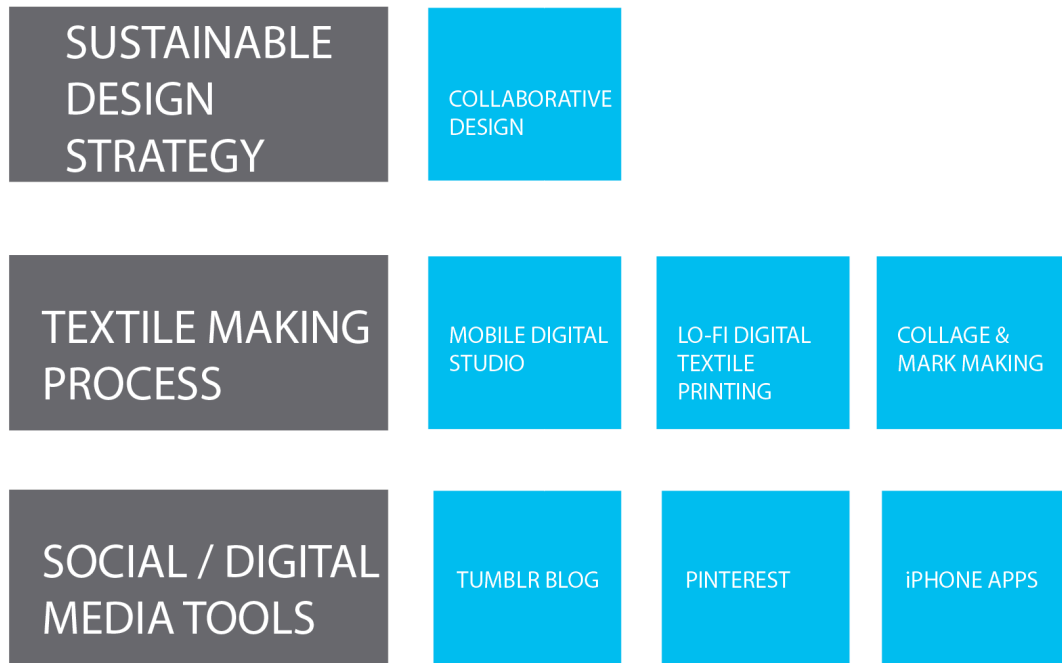 SUSTAINABLE
DESIGN
STRATEGY
COLLABORATIVE
DESIGN
TEXTILE MAKING
PROCESS
MOBILE DIGITAL
STUDIO
LO-FI DIGITAL
TEXTILE
PRINTING
COLLAGE &
MARK MAKING
SOCIAL / DIGITAL
MEDIA TOOLS
TUMBLR BLOG
PINTEREST
iPHONE APPS